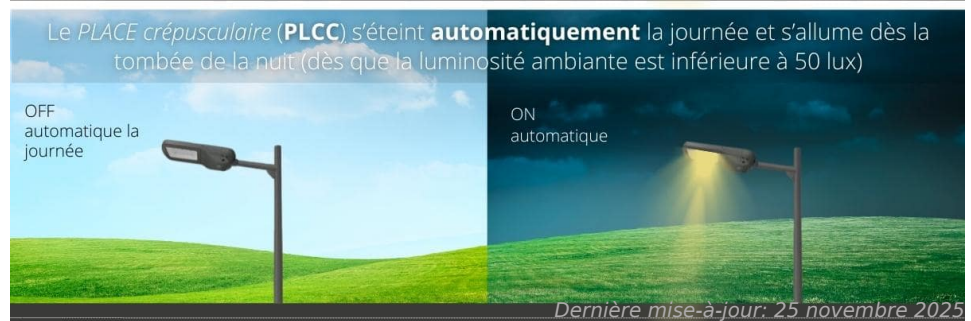 Le PLACE crépusculaire (PLCC) s’éteint automatiquement la journée et s’allume dès la
tombée de la nuit (dès que la luminosité ambiante est inférieure à 50 lux)
OFF
automatique la
journée
ON
automatique
Dernière mise-à-jour: 25 novembre 2025